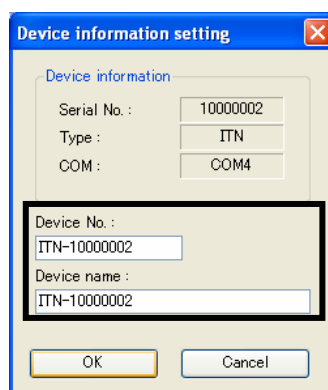 Device information setting
Device information
Serial No. : 10000002
Type : ITN
COM : COM4
Device No. :
ITN-10000002
Device name :
ITN-10000002
OK Cancel